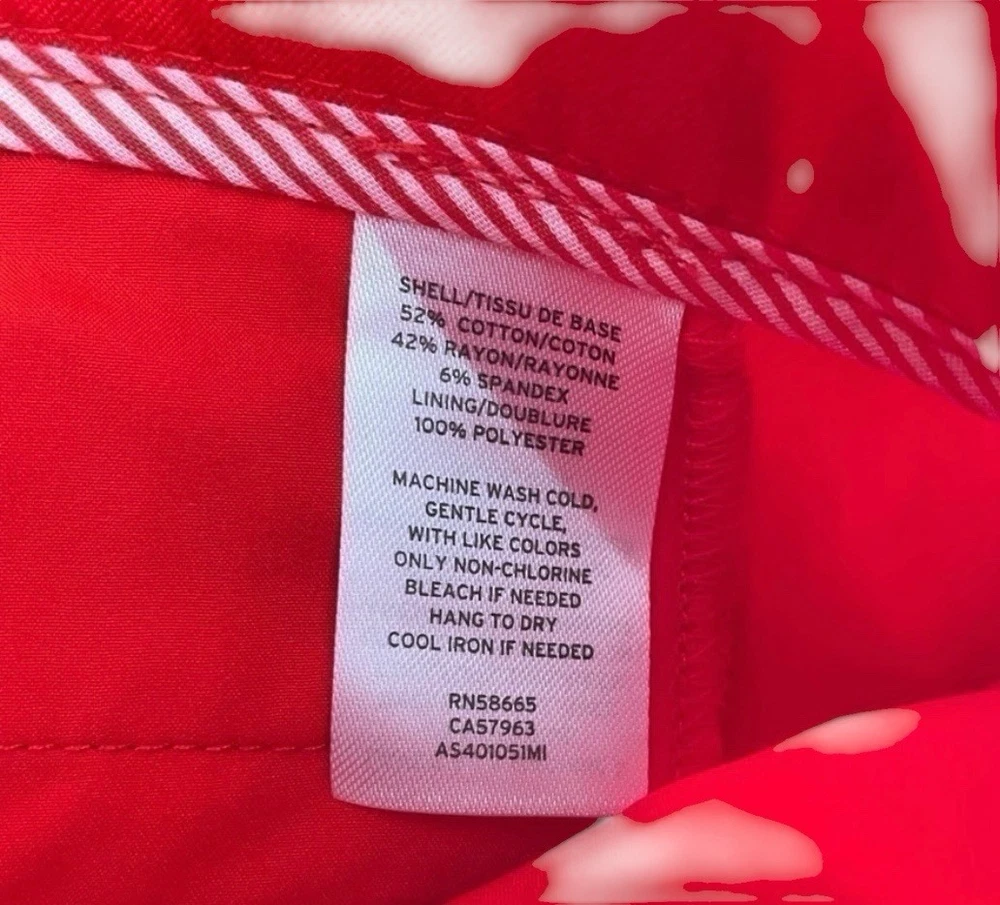 SHELL/TISSU DE BASE
52% COTTON/COTON
42% RAYON/RAYONNE
6% SPANDEX
LINING/DOUBLURE
100% POLYESTER
MACHINE WASH COLD,
GENTLE CYCLE,
WITH LIKE COLORS
ONLY NON-CHLORINE
BLEACH IF NEEDED
HANG TO DRY
COOL IRON IF NEEDED
RN58665
CA57963
AS401051MI